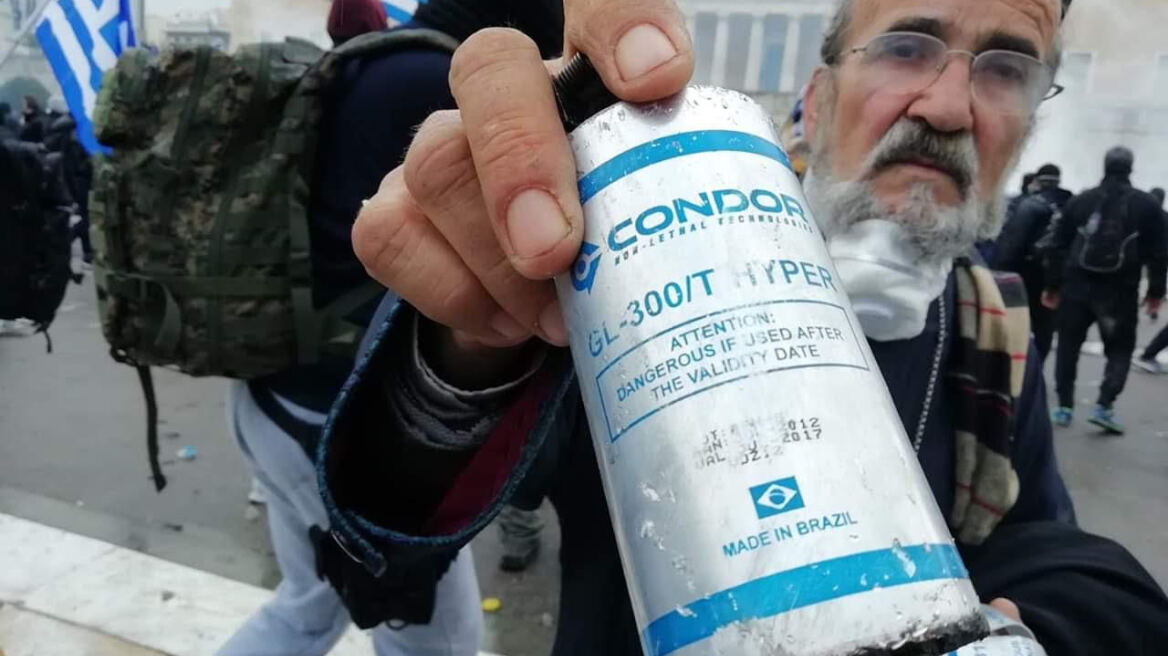 CONDOR
NON-LETHAL TECHNOLOGIES
GL-300/T HYPER
ATTENTION:
DANGEROUS IF USED AFTER
THE VALIDITY DATE
2012
2017
MADE IN BRAZIL